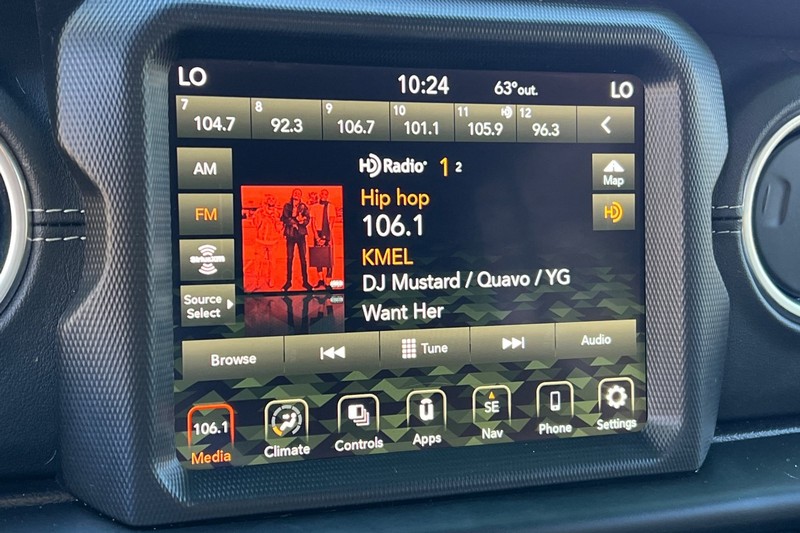 LO 10:24 63°out. LO
7 104.7 8 92.3 9 106.7 10 101.1 11 105.9 12 96.3
AM HD Radio 1 2 Map
Hip hop
FM 106.1
KMEL
SiriusXM DJ Mustard / Quavo / YG
Source
Select Want Her
Browse Tune Audio
106.1 SE
Media Climate Controls Apps Nav Phone Settings